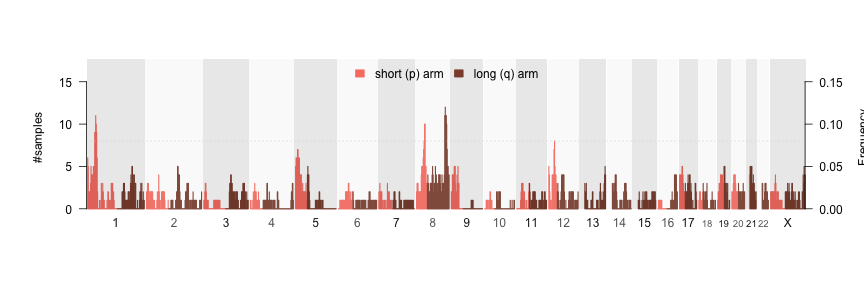 short (p) arm long (q) arm
15 0.15
10 0.10
5 0.05
0 0.00
#samples
Frequency
1 2 3 4 5 6 7 8 9 10 11 12 13 14 15 16 17 18 19 20 21 22 X